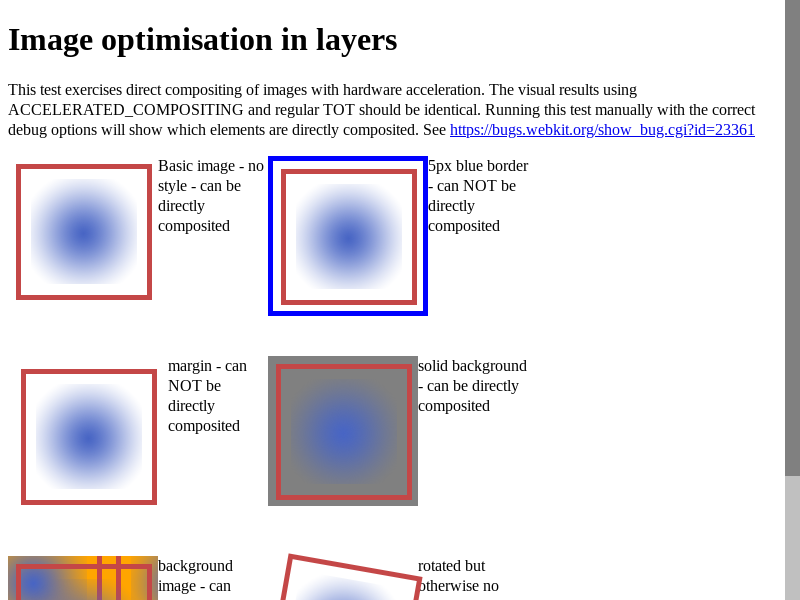 Image optimisation in layers
This test exercises direct compositing of images with hardware acceleration. The visual results using
ACCELERATED_COMPOSITING and regular TOT should be identical. Running this test manually with the correct
debug options will show which elements are directly composited. See https://bugs.webkit.org/show_bug.cgi?id=23361
Basic image - no
style - can be
directly
composited
5px blue border
- can NOT be
directly
composited
margin - can
NOT be
directly
composited
solid background
- can be directly
composited
background
image - can
rotated but
otherwise no